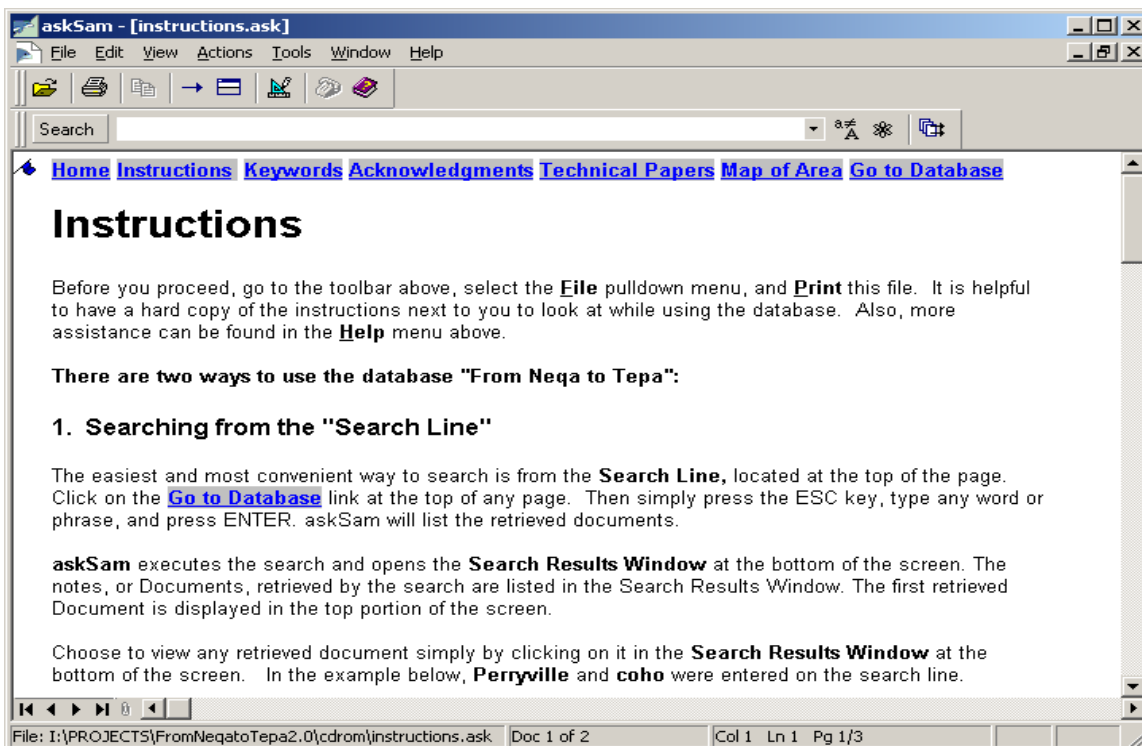 askSam - [instructions.ask]
File Edit View Actions Tools Window Help
Search
Home Instructions Keywords Acknowledgments Technical Papers Map of Area Go to Database
Instructions
Before you proceed, go to the toolbar above, select the File pulldown menu, and Print this file. It is helpful
to have a hard copy of the instructions next to you to look at while using the database. Also, more
assistance can be found in the Help menu above.
There are two ways to use the database "From Neqa to Tepa":
1. Searching from the "Search Line"
The easiest and most convenient way to search is from the Search Line, located at the top of the page.
Click on the Go to Database link at the top of any page. Then simply press the ESC key, type any word or
phrase, and press ENTER. askSam will list the retrieved documents.
askSam executes the search and opens the Search Results Window at the bottom of the screen. The
notes, or Documents, retrieved by the search are listed in the Search Results Window. The first retrieved
Document is displayed in the top portion of the screen.
Choose to view any retrieved document simply by clicking on it in the Search Results Window at the
bottom of the screen. In the example below, Perryville and coho were entered on the search line.
File: I:\PROJECTS\FromNeqatoTepa2.0\cdrom\instructions.ask Doc 1 of 2 Col 1 Ln 1 Pg 1/3